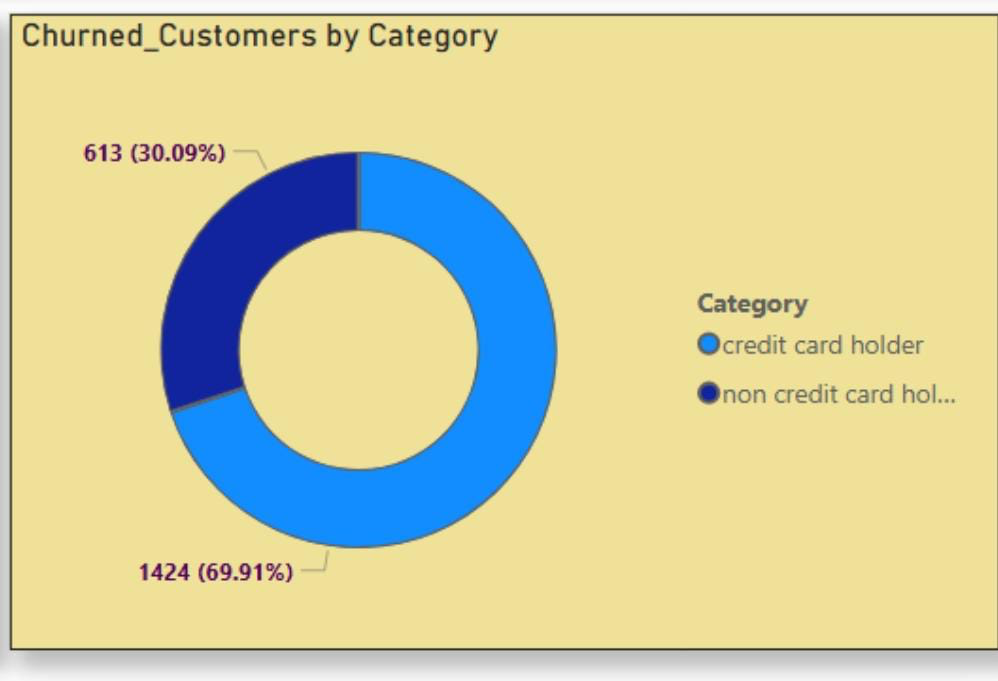 Churned_Customers by Category
613 (30.09%)
Category
credit card holder
non credit card hol...
1424 (69.91%)